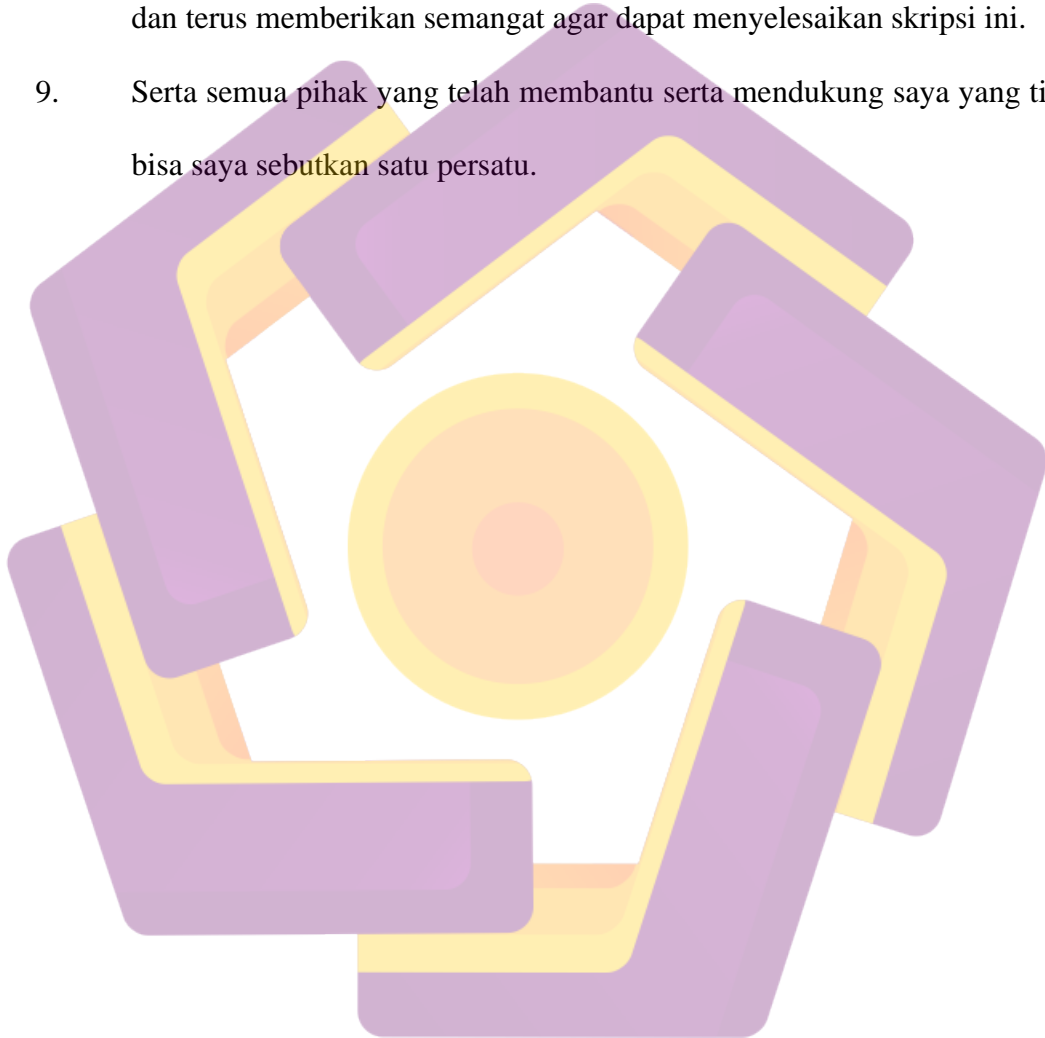 dan terus memberikan semangat agar dapat menyelesaikan skripsi ini.
9. Serta semua pihak yang telah membantu serta mendukung saya yang ti
bisa saya sebutkan satu persatu.